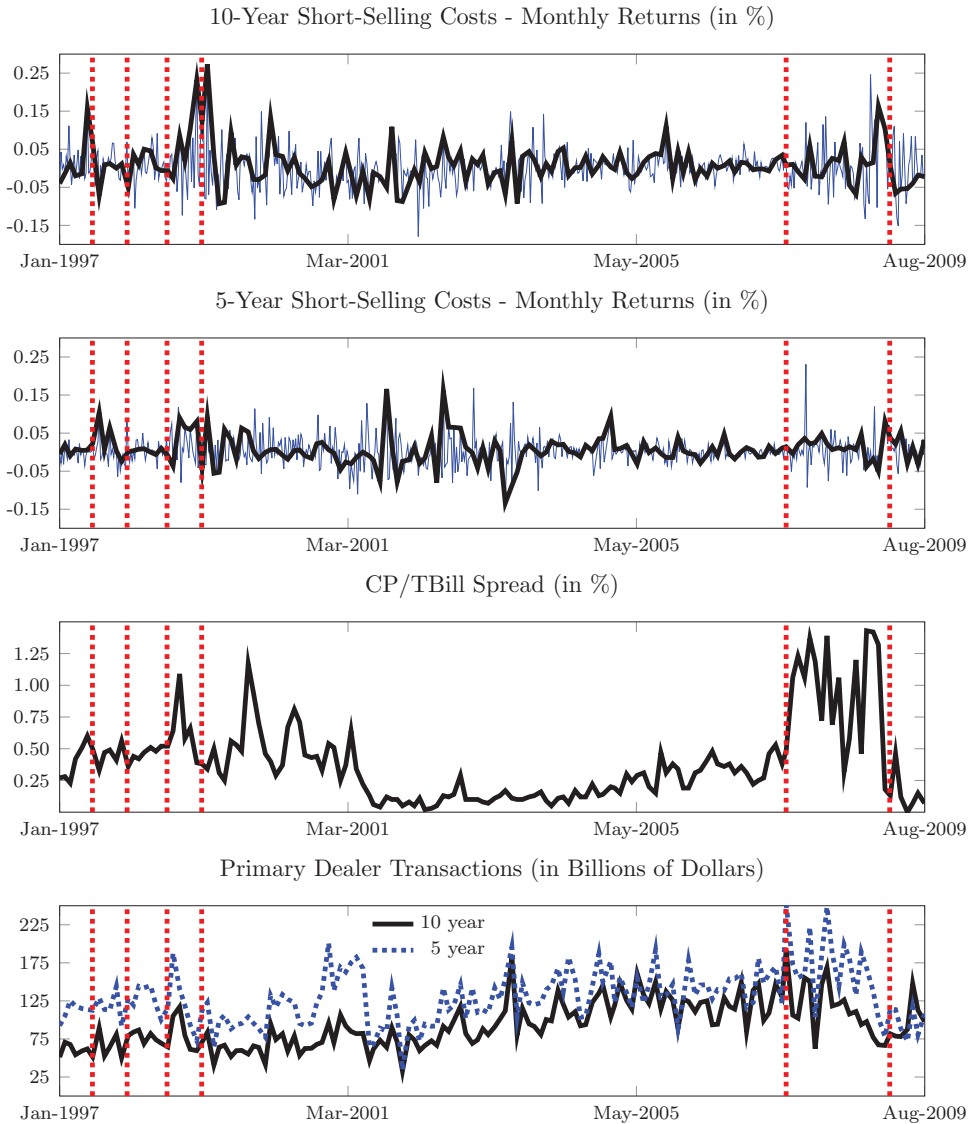 10-Year Short-Selling Costs - Monthly Returns (in %)
0.25
0.15
0.05
-0.05
-0.15
Jan-1997 Mar-2001 May-2005 Aug-2009
5-Year Short-Selling Costs - Monthly Returns (in %)
0.25
0.15
0.05
-0.05
-0.15
Jan-1997 Mar-2001 May-2005 Aug-2009
CP/TBill Spread (in %)
1.25
1.00
0.75
0.50
0.25
Jan-1997 Mar-2001 May-2005 Aug-2009
Primary Dealer Transactions (in Billions of Dollars)
225 10 year
5 year
175
125
75
25
Jan-1997 Mar-2001 May-2005 Aug-2009